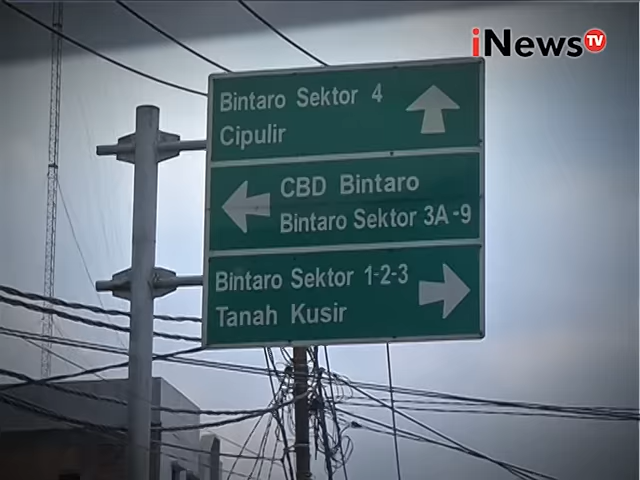 iNews TV
Bintaro Sektor 4
Cipulir
CBD Bintaro
Bintaro Sektor 3A-9
Bintaro Sektor 1-2-3
Tanah Kusir